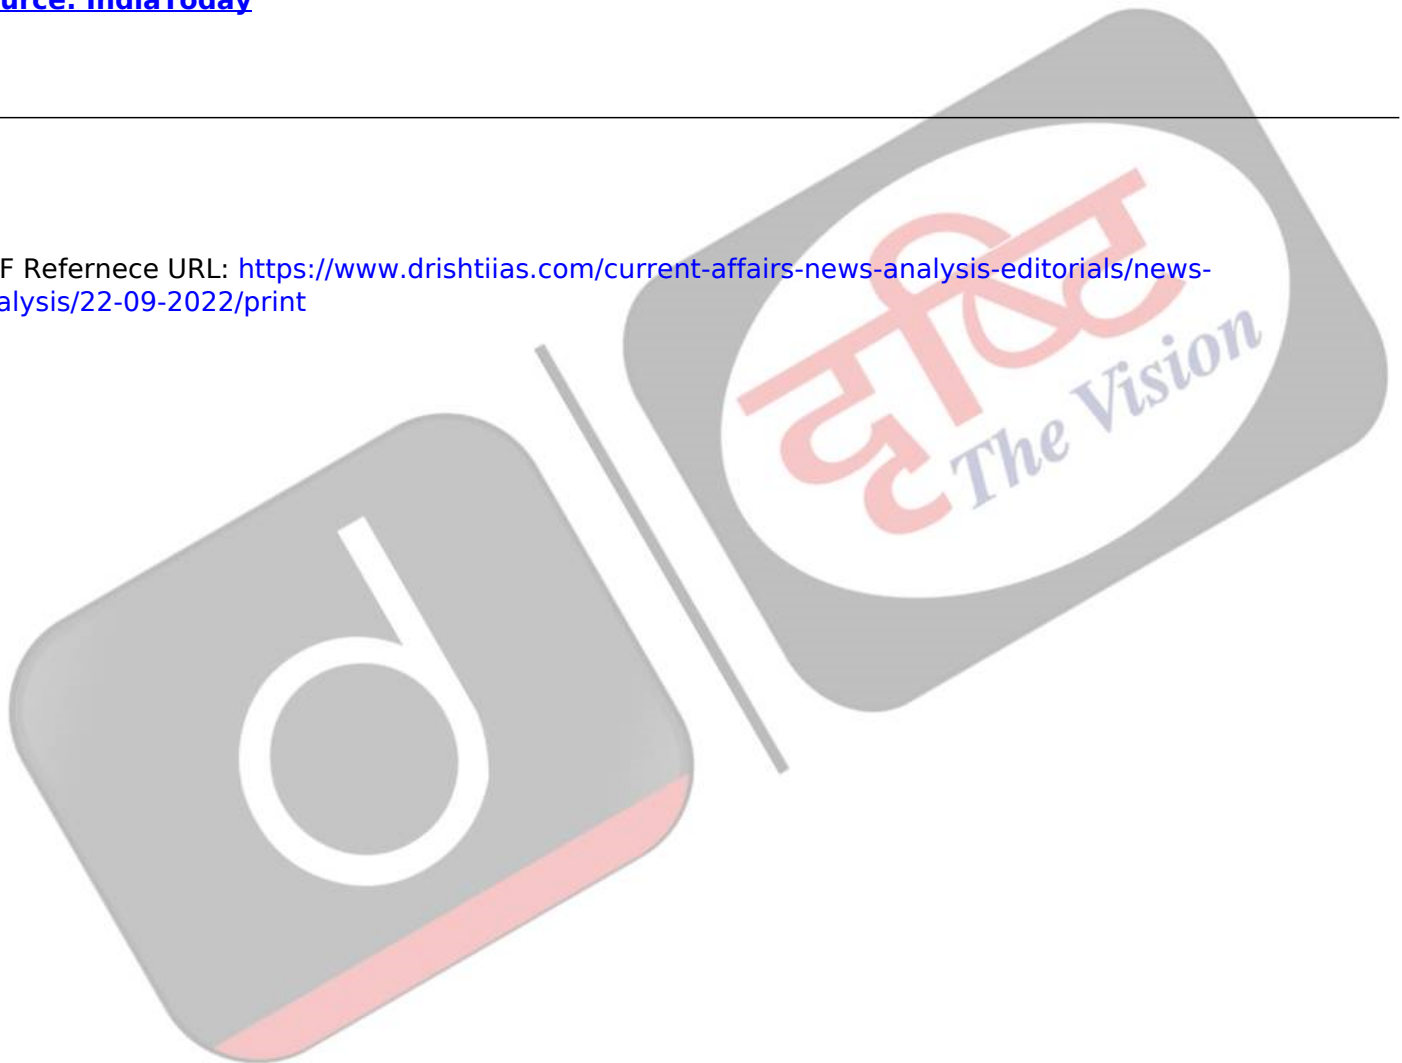 urce: IndiaToday
F Refernece URL: https://www.drishtiias.com/current-affairs-news-analysis-editorials/news-
alysis/22-09-2022/print
दृष्टि
The Vision
d